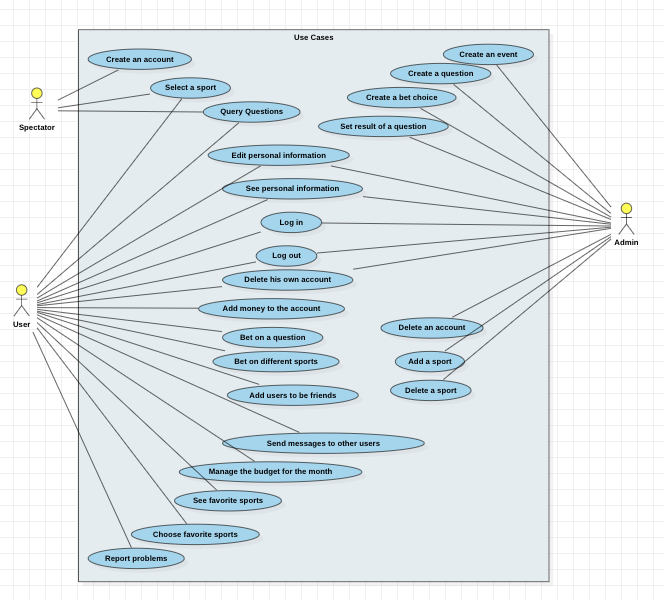 Use Cases
Create an event
Create an account
Create a question
Select a sport
Create a bet choice
Query Questions
Spectator
Set result of a question
Edit personal information
See personal information
Log in
Admin
Log out
Delete his own account
Add money to the account
User
Delete an account
Bet on a question
Bet on different sports
Add a sport
Delete a sport
Add users to be friends
Send messages to other users
Manage the budget for the month
See favorite sports
Choose favorite sports
Report problems